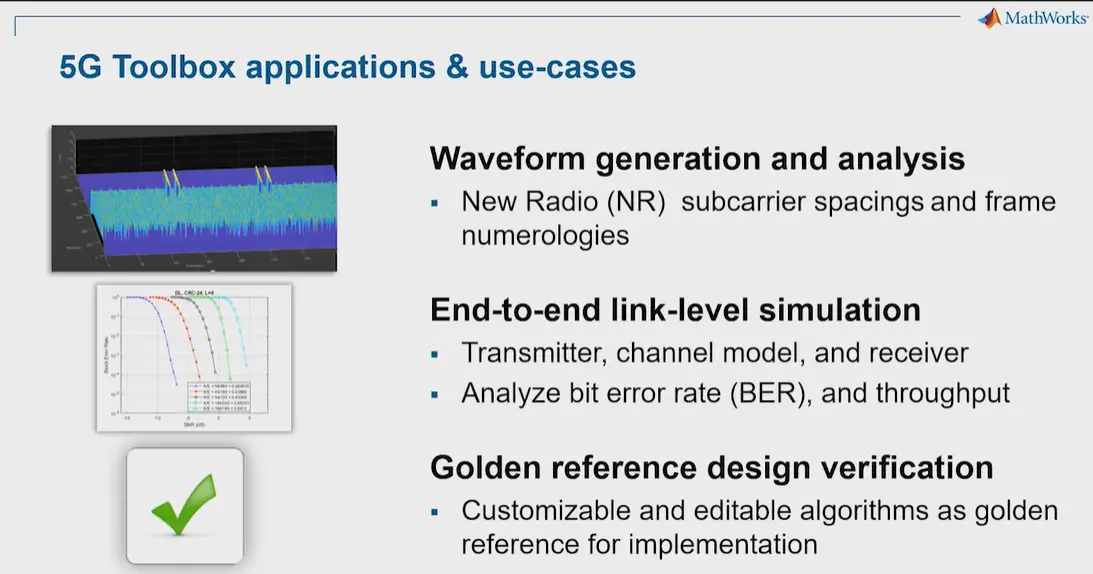 MathWorks
5G Toolbox applications & use-cases
Waveform generation and analysis
New Radio (NR) subcarrier spacings and frame
numerologies
DL, CRC-24, L=8
Block Error Rate
SNR (dB)
End-to-end link-level simulation
Transmitter, channel model, and receiver
Analyze bit error rate (BER), and throughput
Golden reference design verification
Customizable and editable algorithms as golden
reference for implementation